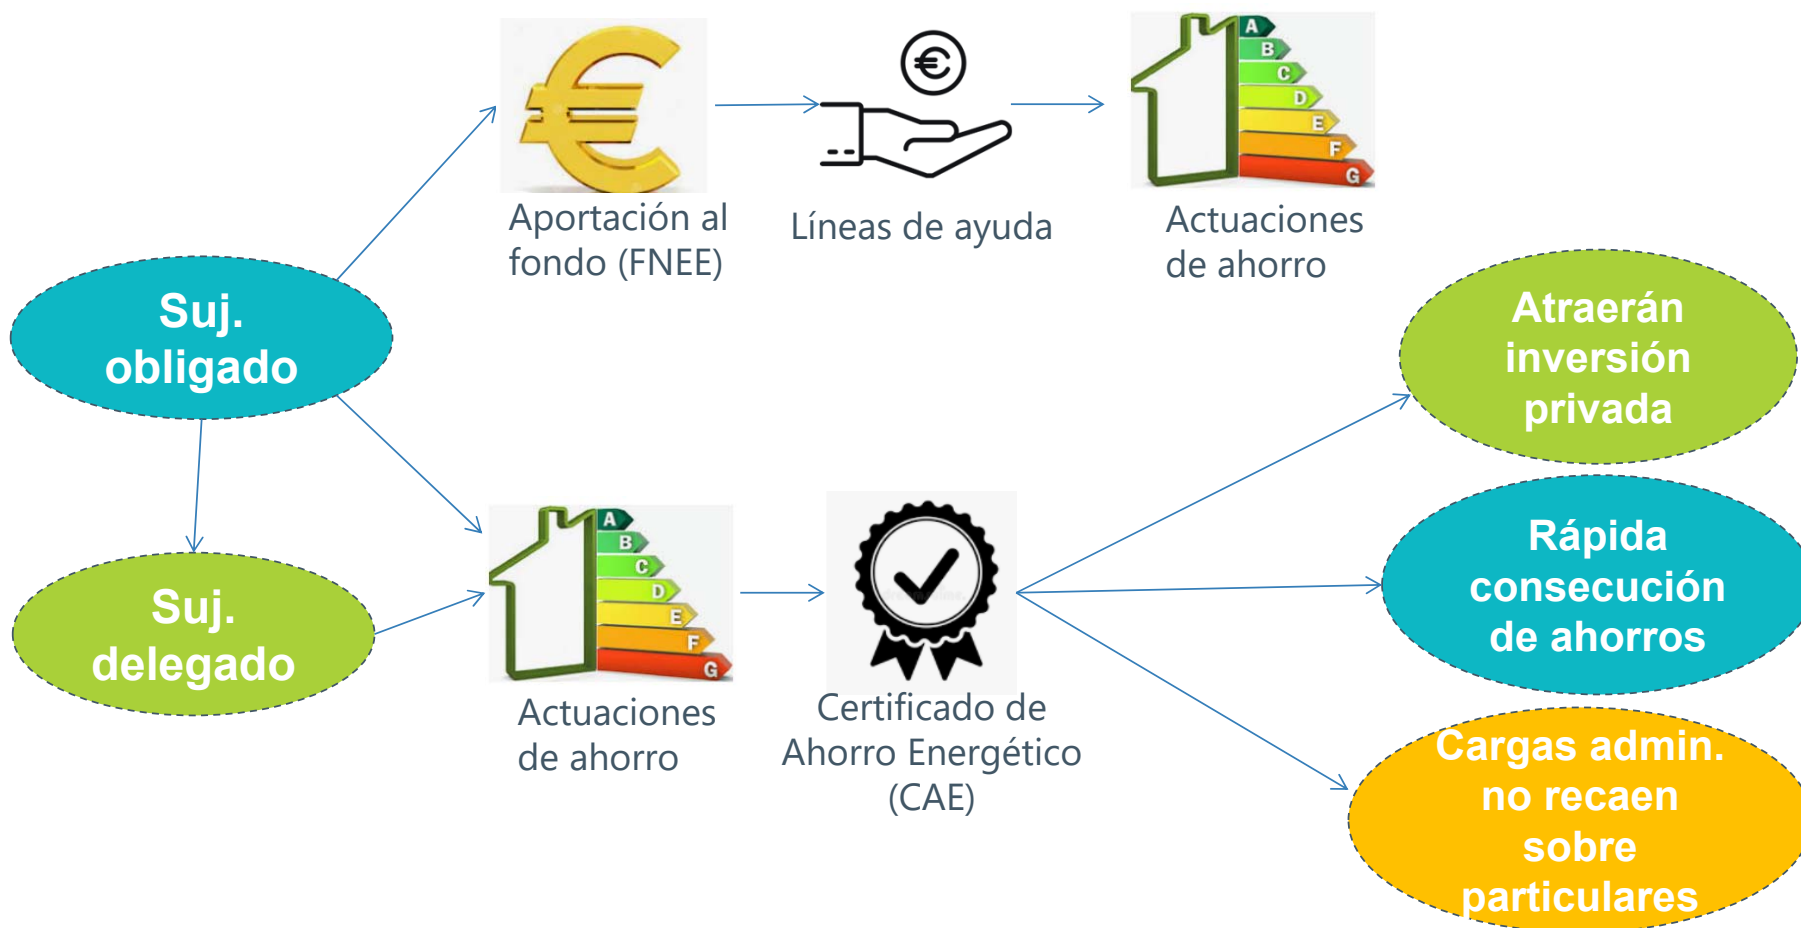 Aportación al
fondo (FNEE)
Líneas de ayuda
A
B
C
D
E
F
G
Actuaciones
de ahorro
Suj.
obligado
Suj.
delegado
A
B
C
D
E
F
G
Actuaciones
de ahorro
Certificado de
Ahorro Energético
(CAE)
Atraerán
inversión
privada
Rápida
consecución
de ahorros
Cargas admin.
no recaen
sobre
particulares